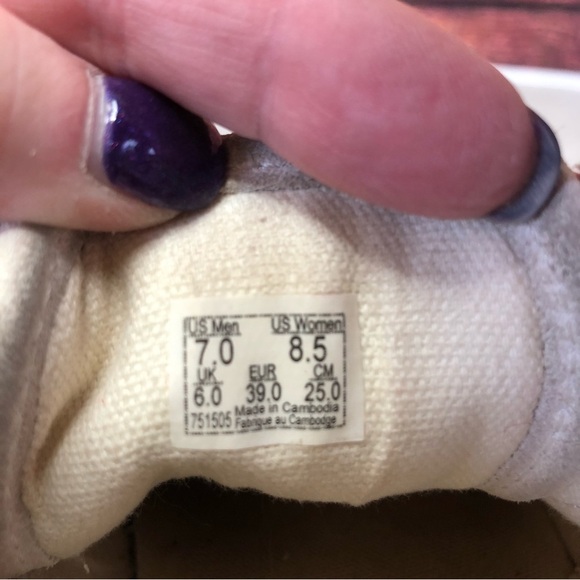 US Men US Women
7.0 8.5
UK EUR CM
6.0 39.0 25.0
Made in Cambodia
751505 Fabrique au Cambodge